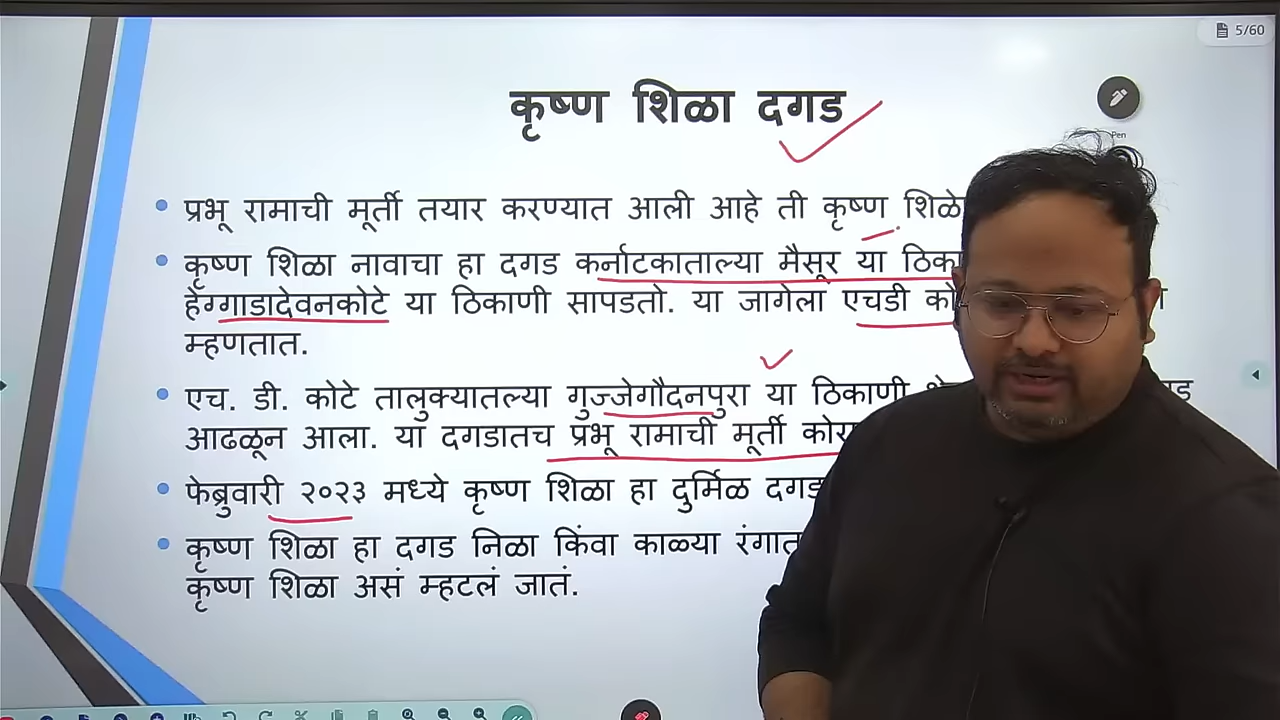 5/60
कृष्ण शिळा दगड
Pen
प्रभू रामाची मूर्ती तयार करण्यात आली आहे ती कृष्ण
कृष्ण शिळा नावाचा हा दगड कर्नाटकाताल्या मैसूर या
हेग्गाडादेवनकोटे या ठिकाणी सापडतो. या जागेला एचडी
म्हणतात.
एच. डी. कोटे तालुक्यातल्या गुज्जेगौदनपुरा या ठिकाणी
आढळून आला. या दगडातच प्रभू रामाची मूर्ती
फेब्रुवारी २०२३ मध्ये कृष्ण शिळा हा दुर्मिळ दगड
कृष्ण शिळा हा दगड निळा किंवा काळ्या रंगात
कृष्ण शिळा असं म्हटलं जातं.